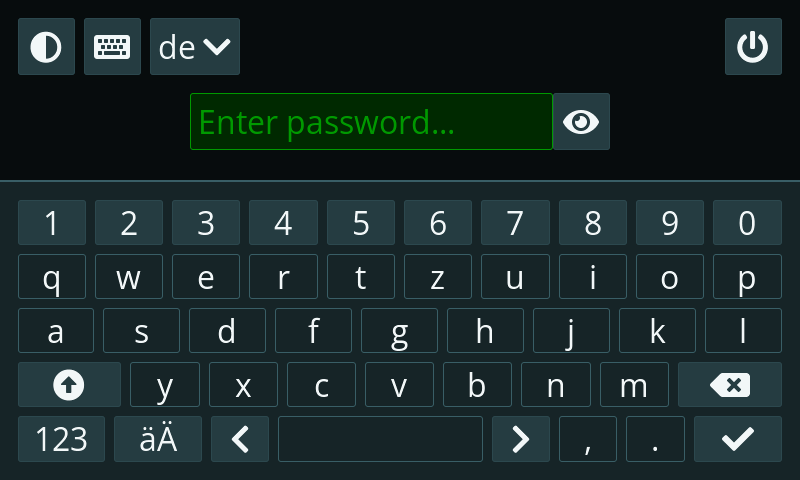 de
Enter password...
1 2 3 4 5 6 7 8 9 0
q w e r t z u i o p
a s d f g h j k l
y x c v b n m
123 äÄ , .